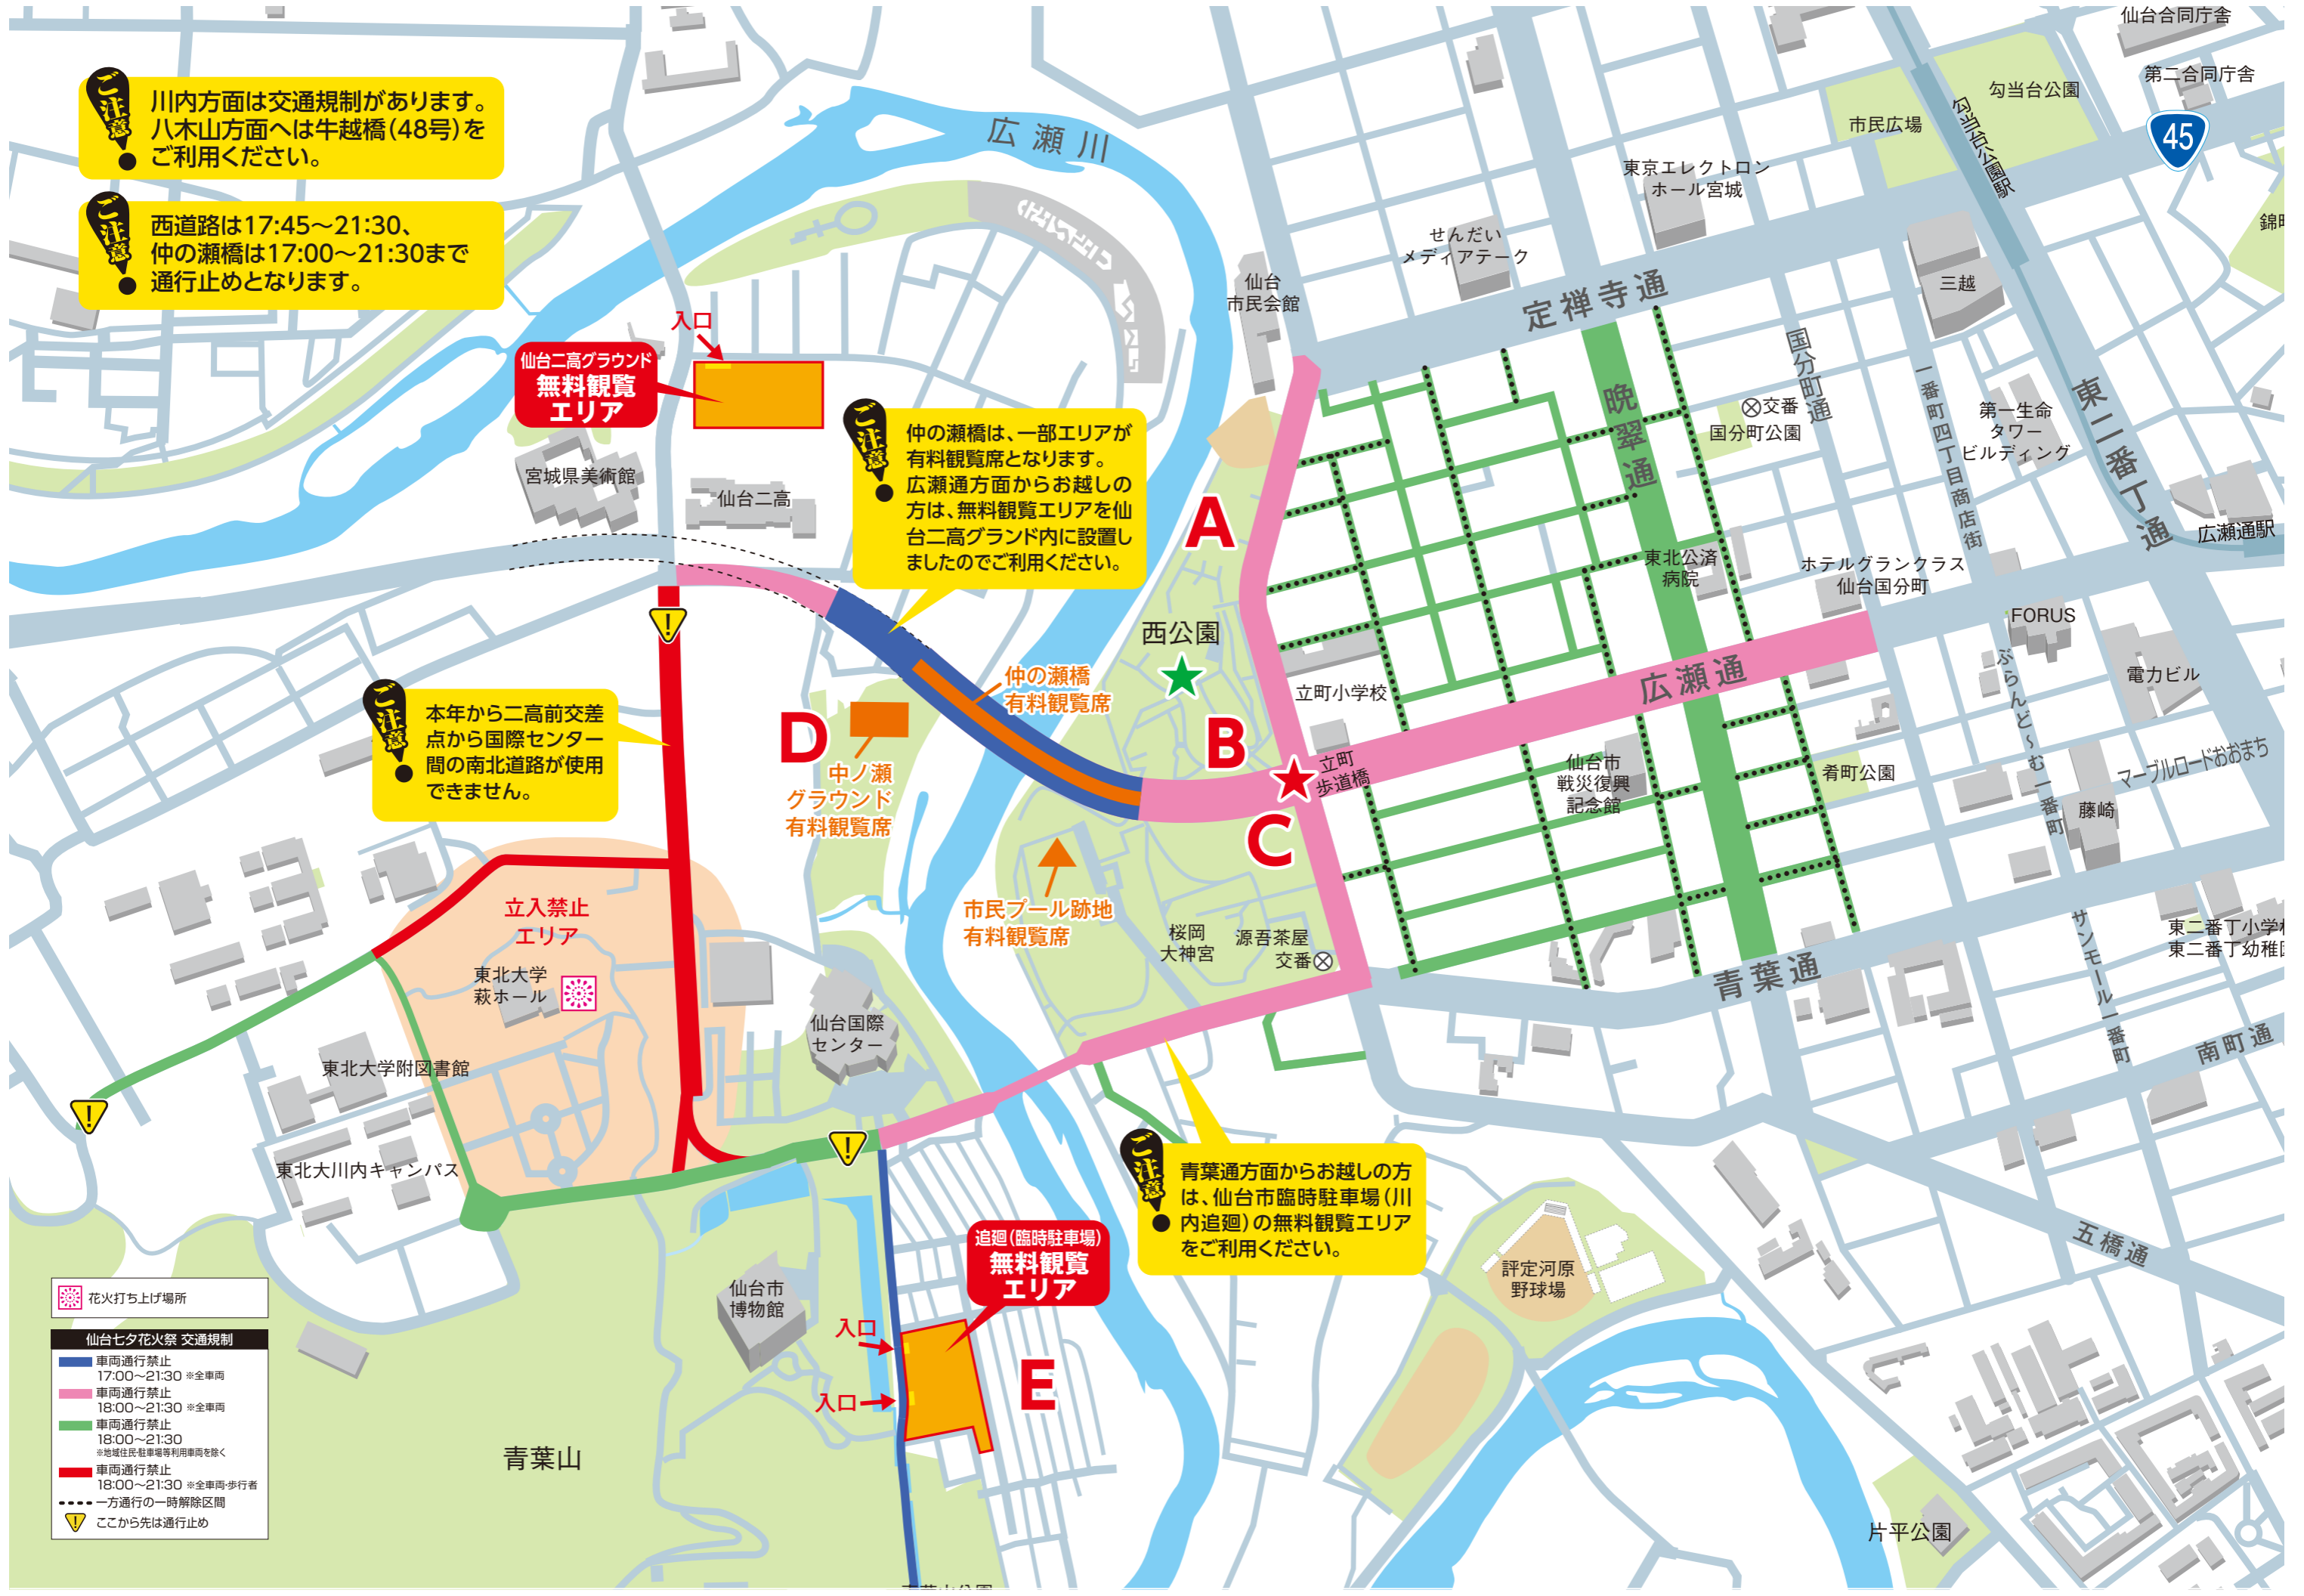 ご注意
川内方面は交通規制があります。
八木山方面へは牛越橋(48号)を
ご利用ください。
ご注意
西道路は17:45〜21:30、
仲の瀬橋は17:00〜21:30まで
通行止めとなります。
広瀬川
仙台合同庁舎
第二合同庁舎
勾当台公園
市民広場
勾当台公園駅
45
東京エレクトロン
ホール宮城
せんだい
メディアテーク
仙台
市民会館
定禅寺通
三越
入口
仙台二高グラウンド
無料観覧
エリア
宮城県美術館
仙台二高
ご注意
仲の瀬橋は、一部エリアが
有料観覧席となります。
広瀬通方面からお越しの
方は、無料観覧エリアを仙
台二高グランド内に設置し
ましたのでご利用ください。
晩翠通
国分町通
交番
国分町公園
一番町四丁目商店街
第一生命
タワー
ビルディング
東二番丁通
広瀬通駅
A
西公園
東北公済
病院
ホテルグランクラス
仙台国分町
FORUS
電力ビル
ぶらんど〜む一番町
マーブルロードおおまち
藤崎
立町小学校
広瀬通
仲の瀬橋
有料観覧席
B
立町
歩道橋
仙台市
戦災復興
記念館
肴町公園
C
D
中ノ瀬
グラウンド
有料観覧席
ご注意
本年から二高前交差
点から国際センター
間の南北道路が使用
できません。
市民プール跡地
有料観覧席
桜岡
大神宮
源吾茶屋
交番
青葉通
サンモール一番町
東二番丁小学校
東二番丁幼稚園
南町通
五橋通
立入禁止
エリア
東北大学
萩ホール
仙台国際
センター
東北大学附図書館
東北大川内キャンパス
ご注意
青葉通方面からお越しの方
は、仙台市臨時駐車場(川
内追廻)の無料観覧エリア
をご利用ください。
追廻(臨時駐車場)
無料観覧
エリア
入口
入口
E
仙台市
博物館
評定河原
野球場
青葉山
片平公園
花火打ち上げ場所
仙台七夕花火祭 交通規制
車両通行禁止
17:00〜21:30 ※全車両
車両通行禁止
18:00〜21:30 ※全車両
車両通行禁止
18:00〜21:30
※地域住民・駐車場等利用車両を除く
車両通行禁止
18:00〜21:30 ※全車両・歩行者
一方通行の一時解除区間
ここから先は通行止め